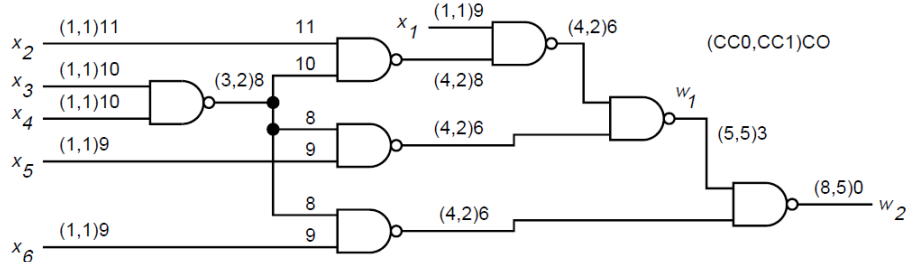 x1 (1,1)9 (4,2)6
(1,1)11 11 (CC0,CC1)CO
x2
(1,1)10 10
x3 (3,2)8 (4,2)8
(1,1)10
x4 w1
8 (4,2)6
(1,1)9 9 (5,5)3
x5
8 (4,2)6 (8,5)0
w2
(1,1)9 9
x6